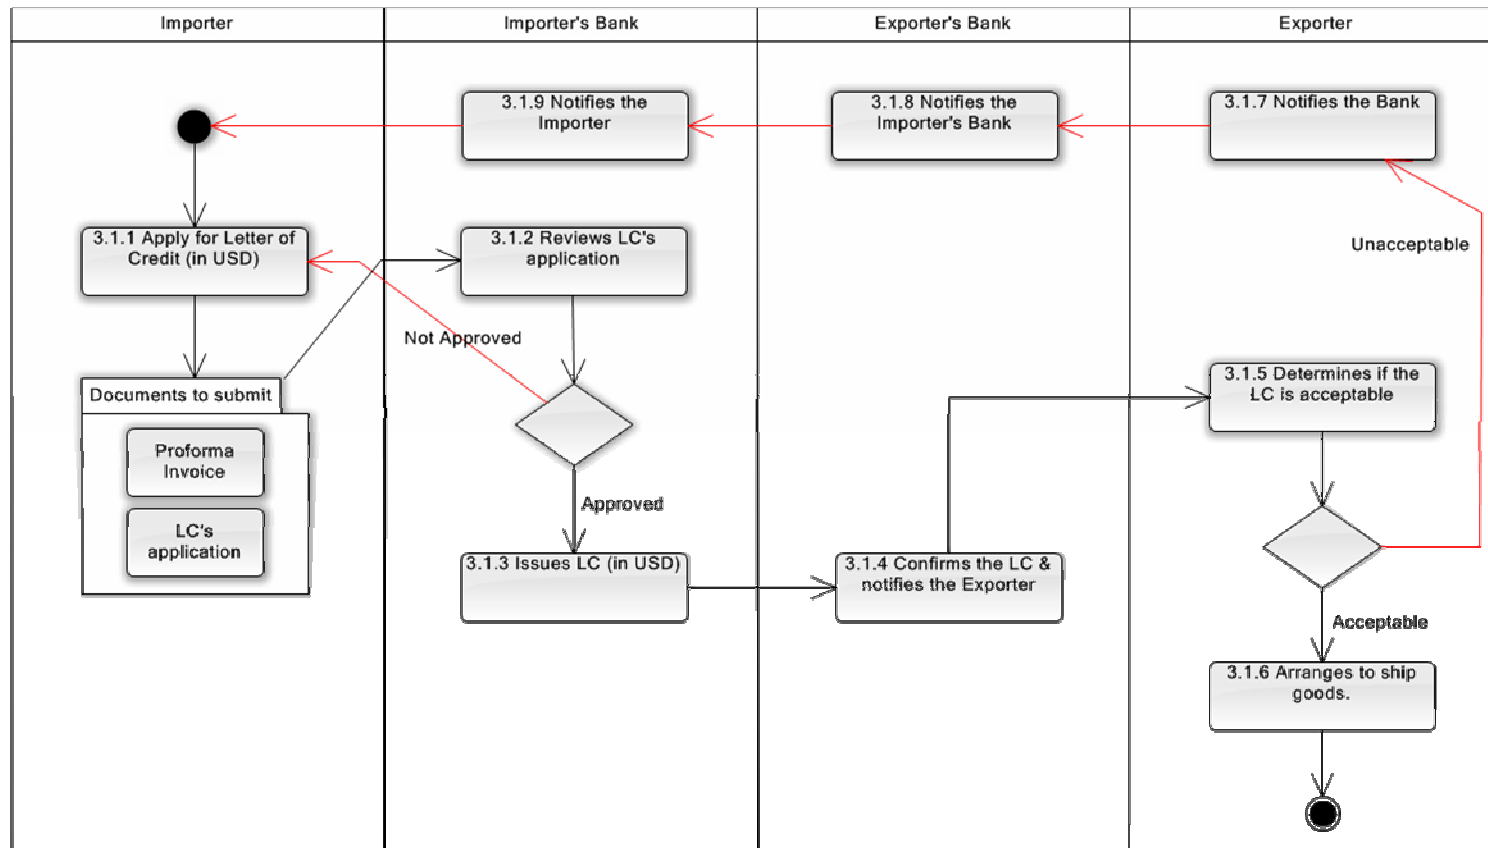 Importer
Importer's Bank
Exporter's Bank
Exporter
3.1.9 Notifies the
Importer
3.1.8 Notifies the
Importer's Bank
3.1.7 Notifies the Bank
3.1.1 Apply for Letter of
Credit (in USD)
3.1.2 Reviews LC's
application
Unacceptable
Not Approved
Documents to submit
Proforma
Invoice
LC's
application
3.1.5 Determines if the
LC is acceptable
Approved
3.1.3 Issues LC (in USD)
3.1.4 Confirms the LC &
notifies the Exporter
Acceptable
3.1.6 Arranges to ship
goods.